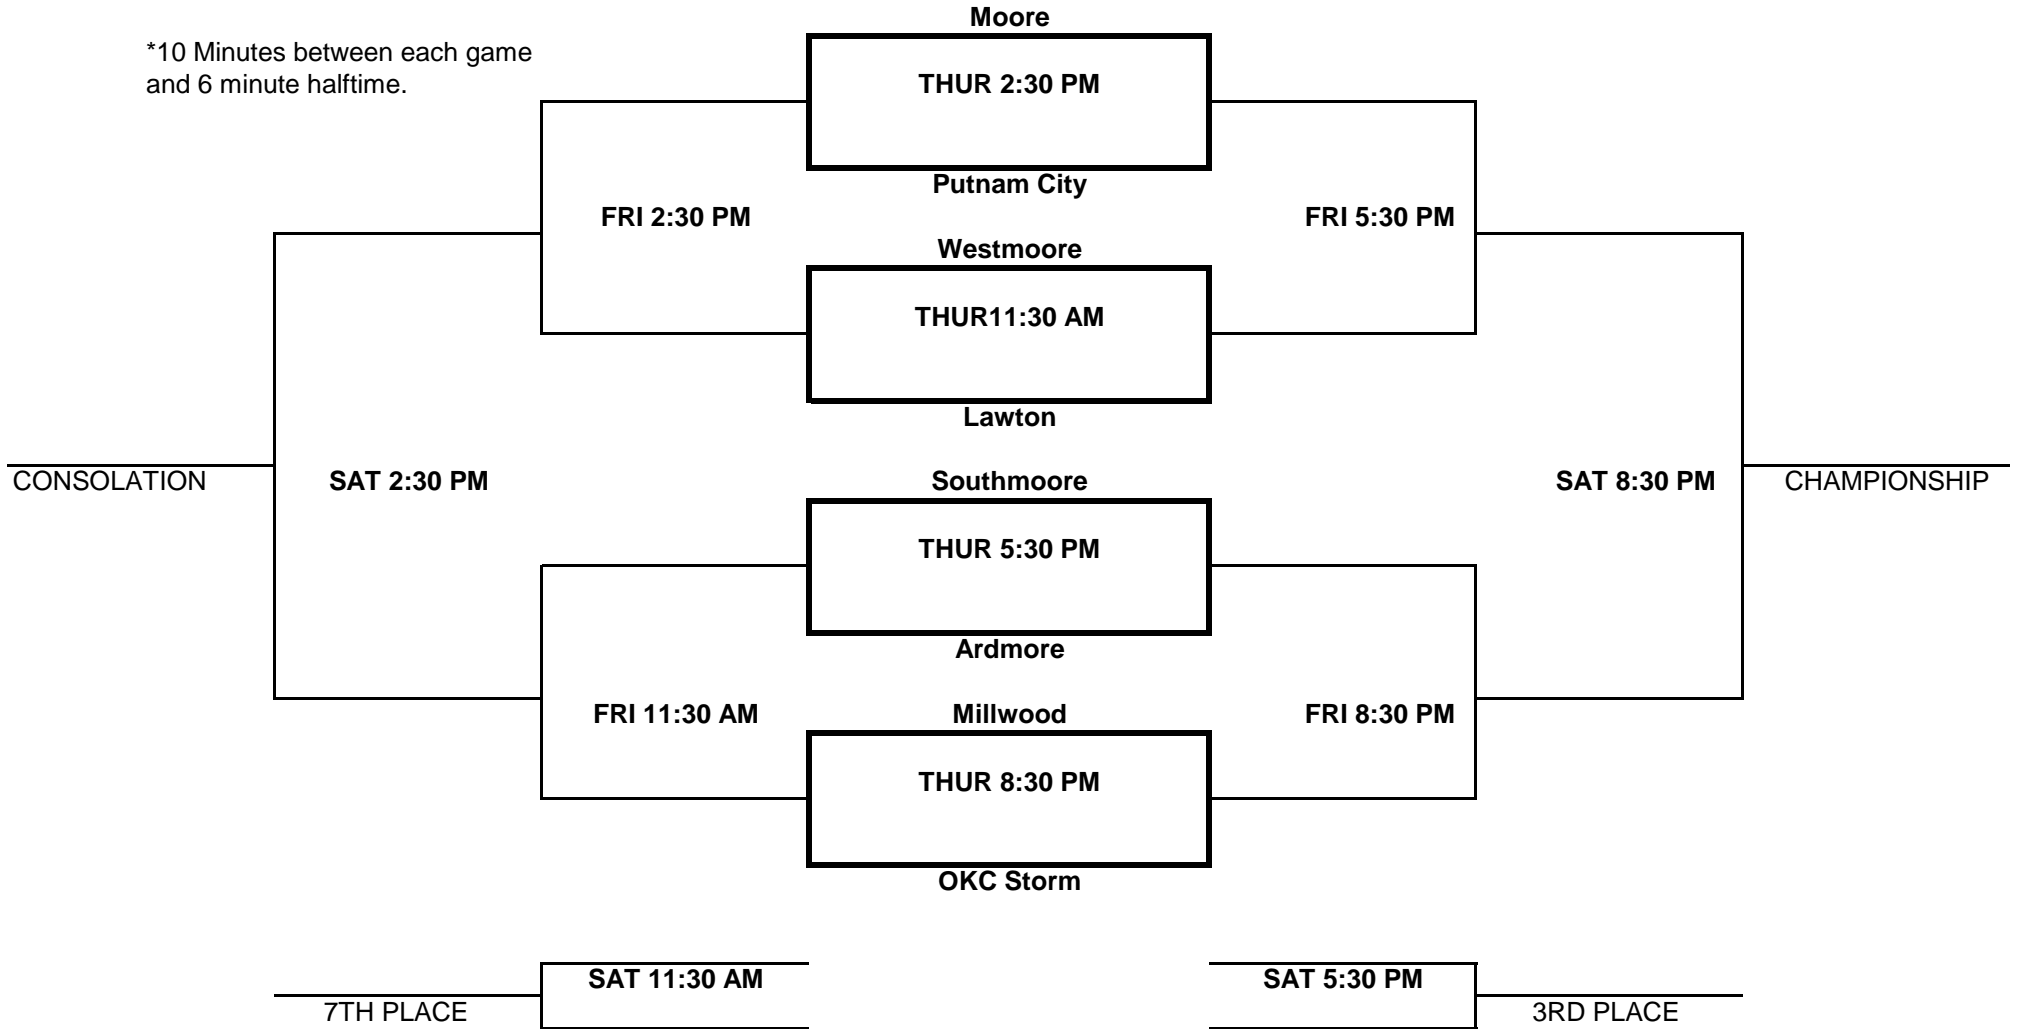 Moore
*10 Minutes between each game
and 6 minute halftime.
THUR 2:30 PM
Putnam City
FRI 2:30 PM
FRI 5:30 PM
Westmoore
THUR11:30 AM
Lawton
CONSOLATION
SAT 2:30 PM
Southmoore
SAT 8:30 PM
CHAMPIONSHIP
THUR 5:30 PM
Ardmore
FRI 11:30 AM
Millwood
FRI 8:30 PM
THUR 8:30 PM
OKC Storm
SAT 11:30 AM
SAT 5:30 PM
7TH PLACE
3RD PLACE